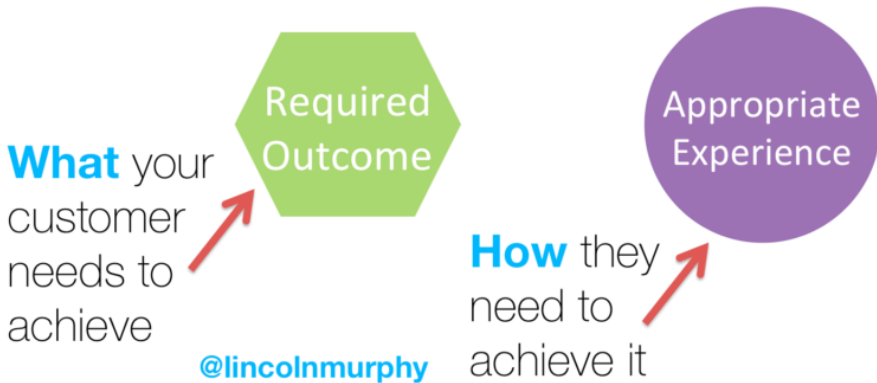 Required
Outcome
What your
customer
needs to
achieve
Appropriate
Experience
How they
need to
achieve it
@lincolnmurphy